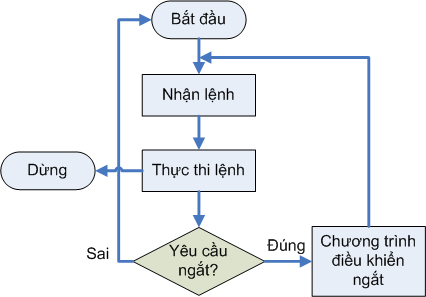 Bắt đầu
Nhận lệnh
Dừng
Thực thi lệnh
Sai
Yêu cầu
ngắt?
Đúng
Chương trình
điều khiển
ngắt